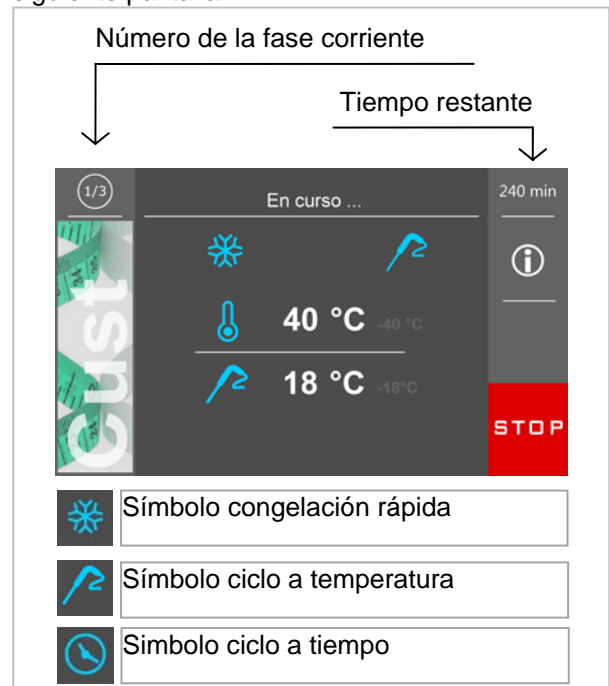 Número de la fase corriente
Tiempo restante
1/3
En curso ...
240 min
40 °C -40 °C
18 °C -18°C
Cust
34
STOP
Símbolo congelación rápida
Símbolo ciclo a temperatura
Simbolo ciclo a tiempo